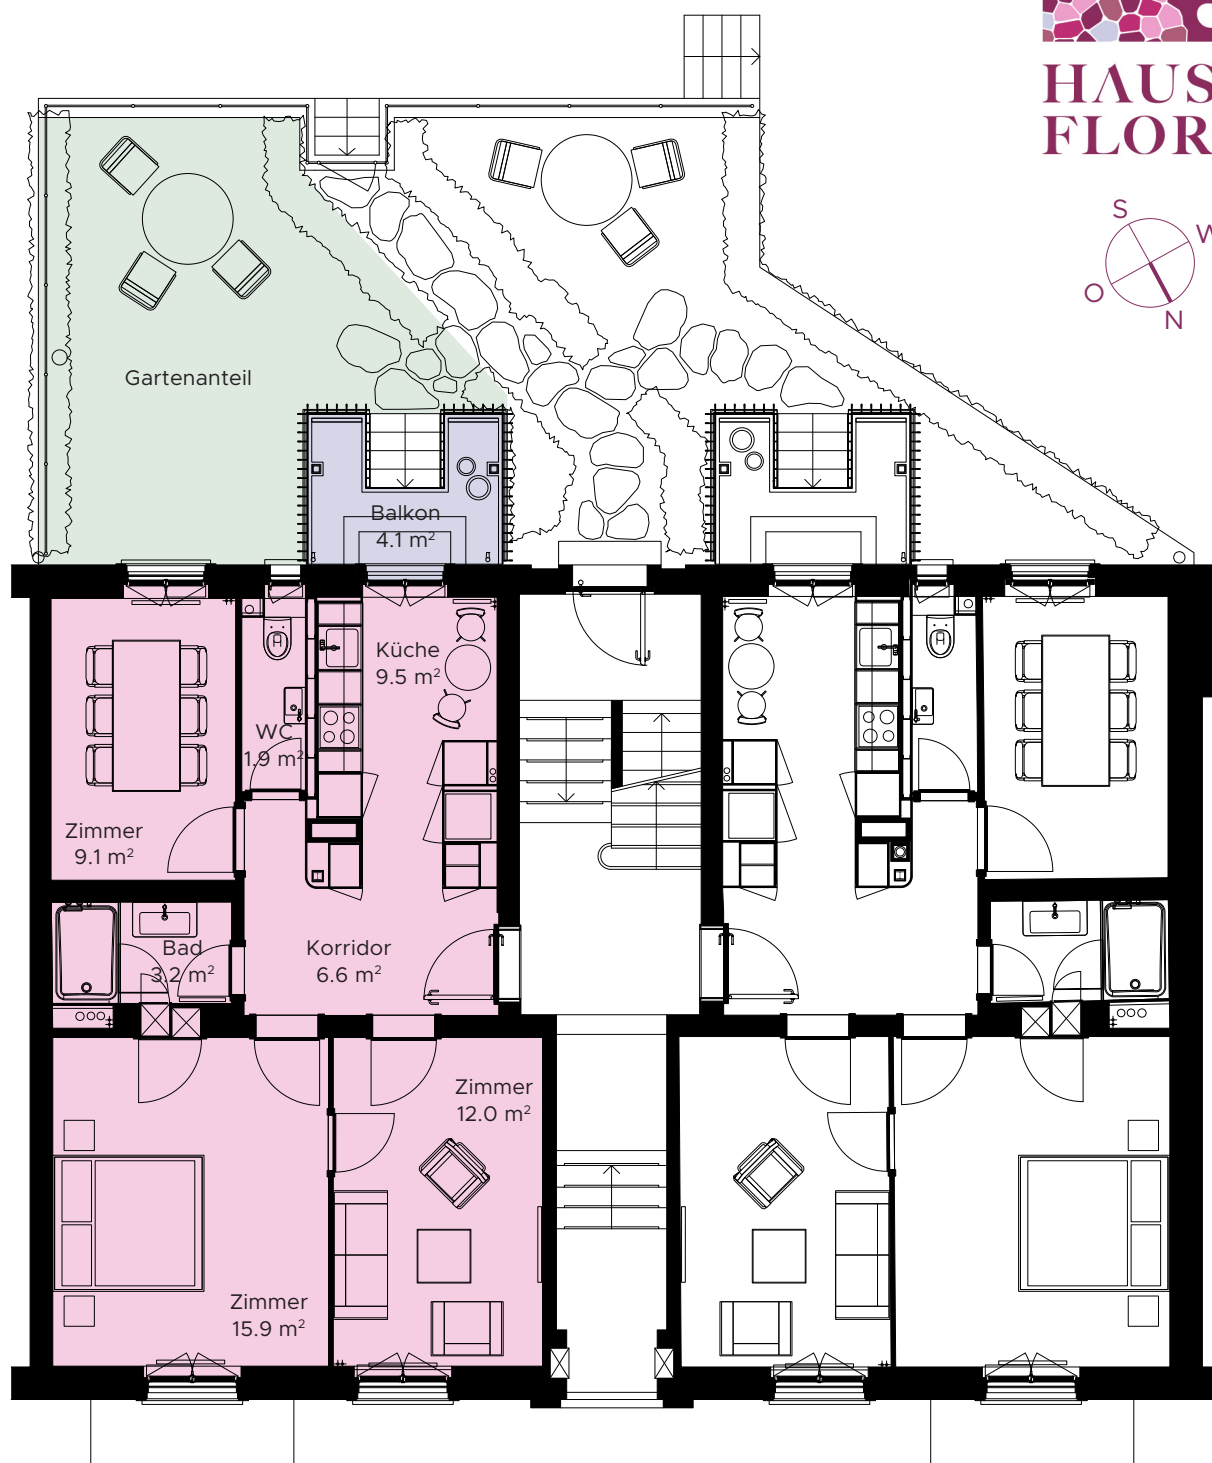 HAUS
FLOR
S
W
O
N
Gartenanteil
Balkon
4.1 m²
Küche
9.5 m²
WC
1.9 m²
Zimmer
9.1 m²
Bad
3.2 m²
Korridor
6.6 m²
Zimmer
12.0 m²
Zimmer
15.9 m²